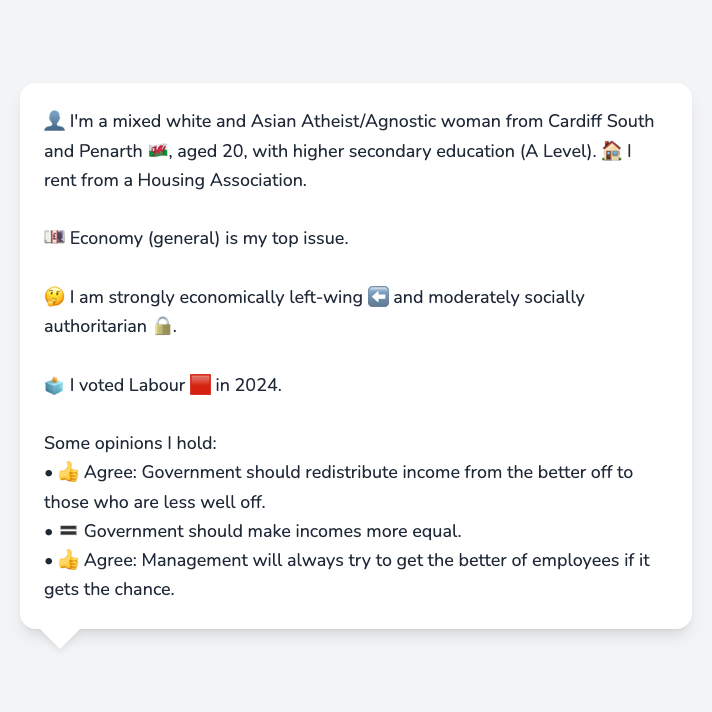 👤 I'm a mixed white and Asian Atheist/Agnostic woman from Cardiff South
and Penarth 🏴󠁧󠁢󠁷󠁬󠁳󠁿, aged 20, with higher secondary education (A Level). 🏠 I
rent from a Housing Association.
💷 Economy (general) is my top issue.
🤔 I am strongly economically left-wing ⬅️ and moderately socially
authoritarian 🔒.
🗳️ I voted Labour 🟥 in 2024.
Some opinions I hold:
• 👍 Agree: Government should redistribute income from the better off to
those who are less well off.
• 🟰 Government should make incomes more equal.
• 👍 Agree: Management will always try to get the better of employees if it
gets the chance.